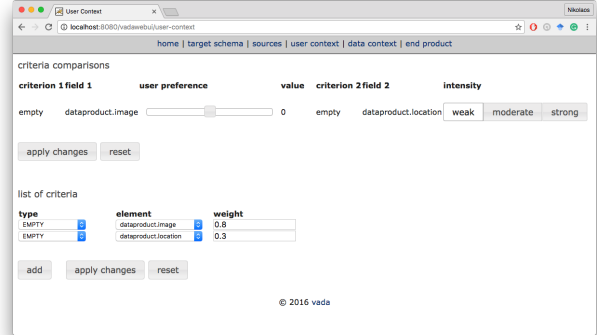 User Context
Nikolaos
localhost:8080/vadawebui/user-context
home | target schema | sources | user context | data context | end product
criteria comparisons
criterion 1 field 1 user preference value criterion 2 field 2 intensity
empty dataproduct.image 0 empty dataproduct.location weak moderate strong
apply changes reset
list of criteria
type element weight
EMPTY dataproduct.image 0.8
EMPTY dataproduct.location 0.3
add apply changes reset
© 2016 vada